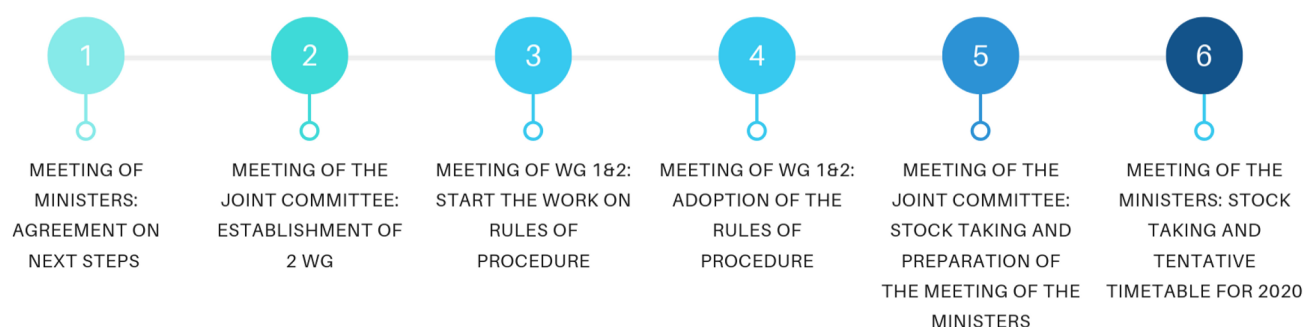 1
MEETING OF
MINISTERS:
AGREEMENT ON
NEXT STEPS
2
MEETING OF THE
JOINT COMMITTEE:
ESTABLISHMENT OF
2 WG
3
MEETING OF WG 1&2:
START THE WORK ON
RULES OF
PROCEDURE
4
MEETING OF WG 1&2:
ADOPTION OF THE
RULES OF
PROCEDURE
5
MEETING OF THE
JOINT COMMITTEE:
STOCK TAKING AND
PREPARATION OF
THE MEETING OF THE
MINISTERS
6
MEETING OF THE
MINISTERS: STOCK
TAKING AND
TENTATIVE
TIMETABLE FOR 2020